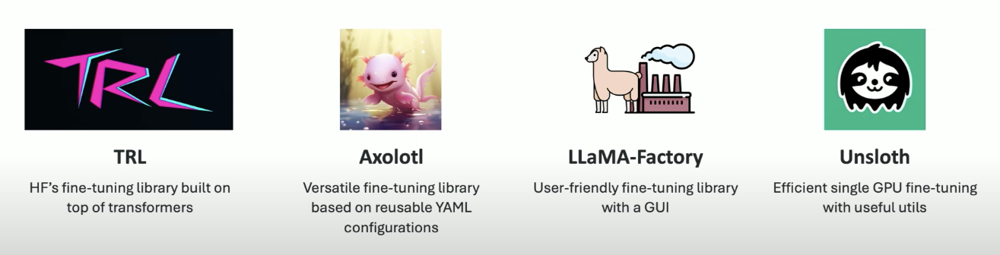 TRL
TRL
Axolotl
LLaMA-Factory
Unsloth
HF's fine-tuning library built on
top of transformers
Versatile fine-tuning library
based on reusable YAML
configurations
User-friendly fine-tuning library
with a GUI
Efficient single GPU fine-tuning
with useful utils